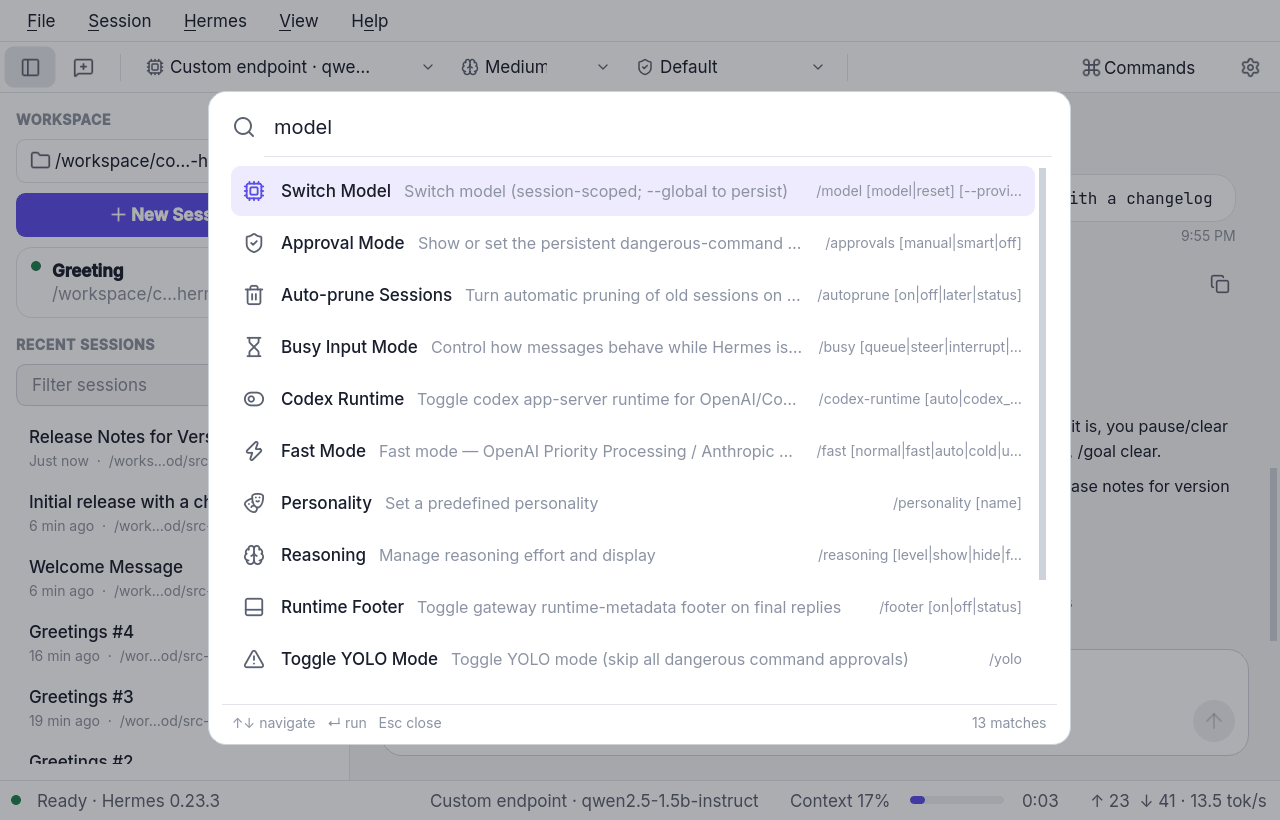 File Session Hermes View Help
Custom endpoint · qwe... Medium Default Commands
WORKSPACE
/workspace/co...-h
+ New Sess
Greeting
/workspace/c...herr
RECENT SESSIONS
Filter sessions
Release Notes for Vers
Just now · /works...od/src-
Initial release with a ch
6 min ago · /work...od/src-
Welcome Message
6 min ago · /work...od/src-
Greetings #4
16 min ago · /wor...od/src-
Greetings #3
19 min ago · /wor...od/src-
Greetings #2
model
Switch Model Switch model (session-scoped; --global to persist) /model [model|reset] [--provi...
Approval Mode Show or set the persistent dangerous-command ... /approvals [manual|smart|off]
Auto-prune Sessions Turn automatic pruning of old sessions on ... /autoprune [on|off|later|status]
Busy Input Mode Control how messages behave while Hermes is... /busy [queue|steer|interrupt|...
Codex Runtime Toggle codex app-server runtime for OpenAI/Co... /codex-runtime [auto|codex_...
Fast Mode Fast mode — OpenAI Priority Processing / Anthropic ... /fast [normal|fast|auto|cold|u...
Personality Set a predefined personality /personality [name]
Reasoning Manage reasoning effort and display /reasoning [level|show|hide|f...
Runtime Footer Toggle gateway runtime-metadata footer on final replies /footer [on|off|status]
Toggle YOLO Mode Toggle YOLO mode (skip all dangerous command approvals) /yolo
↑↓ navigate ↵ run Esc close 13 matches
ith a changelog
9:55 PM
it is, you pause/clear
/goal clear.
ase notes for version
Ready · Hermes 0.23.3 Custom endpoint · qwen2.5-1.5b-instruct Context 17% 0:03 ↑ 23 ↓ 41 · 13.5 tok/s